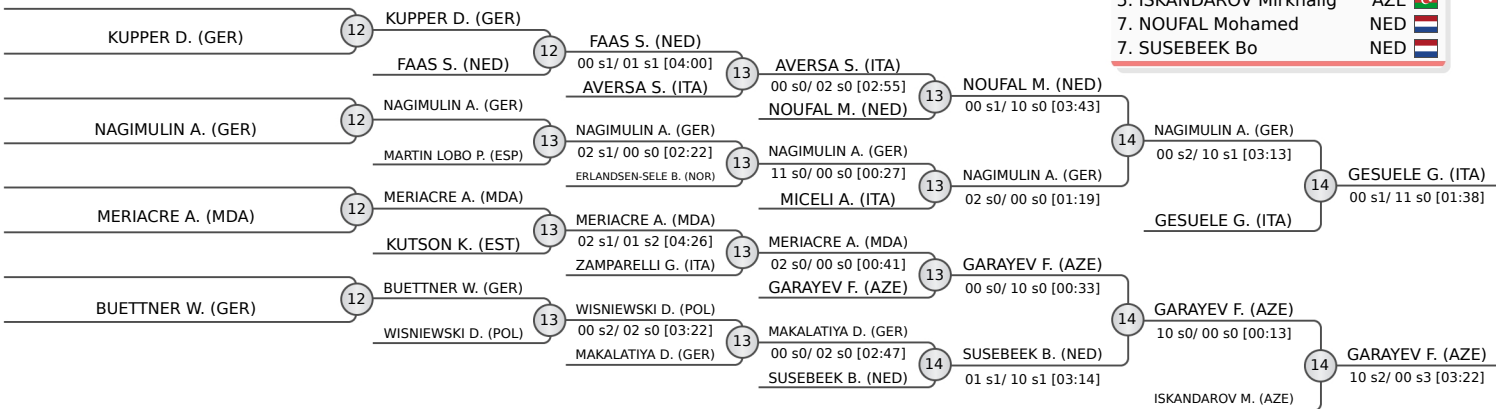 5. ISKANDAROV Mirkhalig AZE
7. NOUFAL Mohamed NED
7. SUSEBEEK Bo NED
KUPPER D. (GER)
12
KUPPER D. (GER)
FAAS S. (NED)
12
FAAS S. (NED)
00 s1/ 01 s1 [04:00]
AVERSA S. (ITA)
13
AVERSA S. (ITA)
00 s0/ 02 s0 [02:55]
NOUFAL M. (NED)
13
NOUFAL M. (NED)
00 s1/ 10 s0 [03:43]
NAGIMULIN A. (GER)
12
NAGIMULIN A. (GER)
MARTIN LOBO P. (ESP)
13
NAGIMULIN A. (GER)
02 s1/ 00 s0 [02:22]
ERLANDSEN-SELE B. (NOR)
13
NAGIMULIN A. (GER)
11 s0/ 00 s0 [00:27]
MICELI A. (ITA)
13
NAGIMULIN A. (GER)
02 s0/ 00 s0 [01:19]
14
NAGIMULIN A. (GER)
00 s2/ 10 s1 [03:13]
GESUELE G. (ITA)
14
GESUELE G. (ITA)
00 s1/ 11 s0 [01:38]
MERIACRE A. (MDA)
12
MERIACRE A. (MDA)
KUTSON K. (EST)
13
MERIACRE A. (MDA)
02 s1/ 01 s2 [04:26]
ZAMPARELLI G. (ITA)
13
MERIACRE A. (MDA)
02 s0/ 00 s0 [00:41]
GARAYEV F. (AZE)
13
GARAYEV F. (AZE)
00 s0/ 10 s0 [00:33]
BUETTNER W. (GER)
12
BUETTNER W. (GER)
WISNIEWSKI D. (POL)
13
WISNIEWSKI D. (POL)
00 s2/ 02 s0 [03:22]
MAKALATIYA D. (GER)
13
MAKALATIYA D. (GER)
00 s0/ 02 s0 [02:47]
SUSEBEEK B. (NED)
14
SUSEBEEK B. (NED)
01 s1/ 10 s1 [03:14]
14
GARAYEV F. (AZE)
10 s0/ 00 s0 [00:13]
ISKANDAROV M. (AZE)
14
GARAYEV F. (AZE)
10 s2/ 00 s3 [03:22]